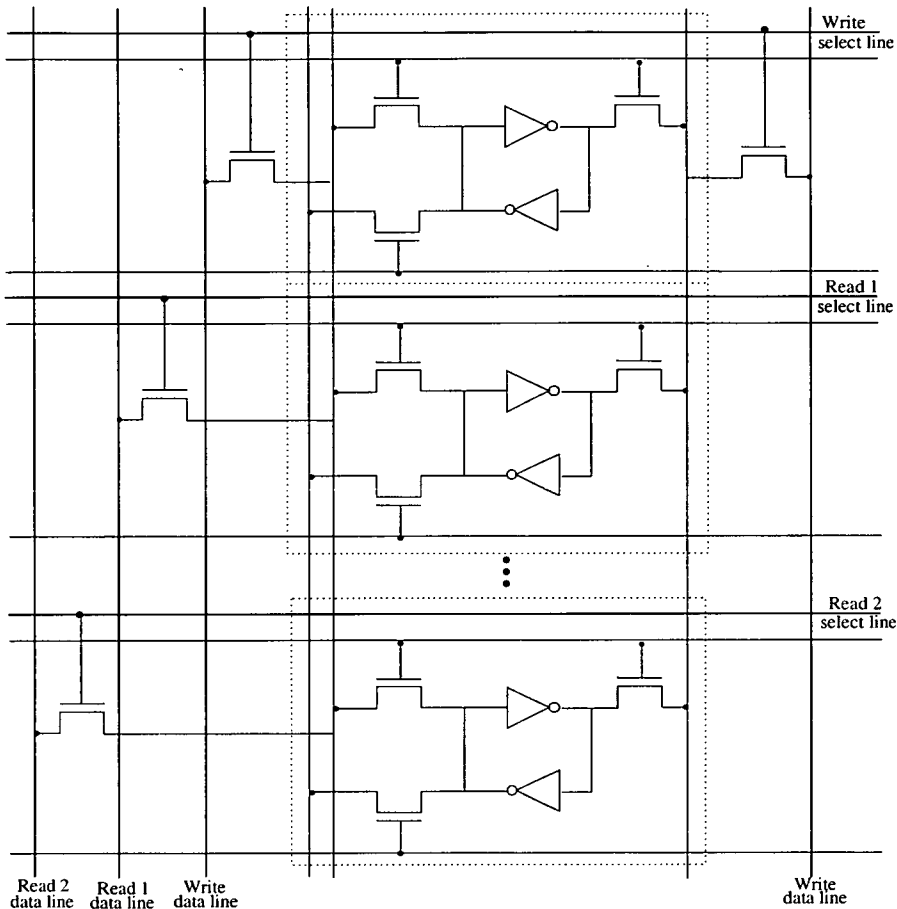 Write
select line
Read 1
select line
Read 2
select line
Read 2
data line
Read 1
data line
Write
data line
Write
data line